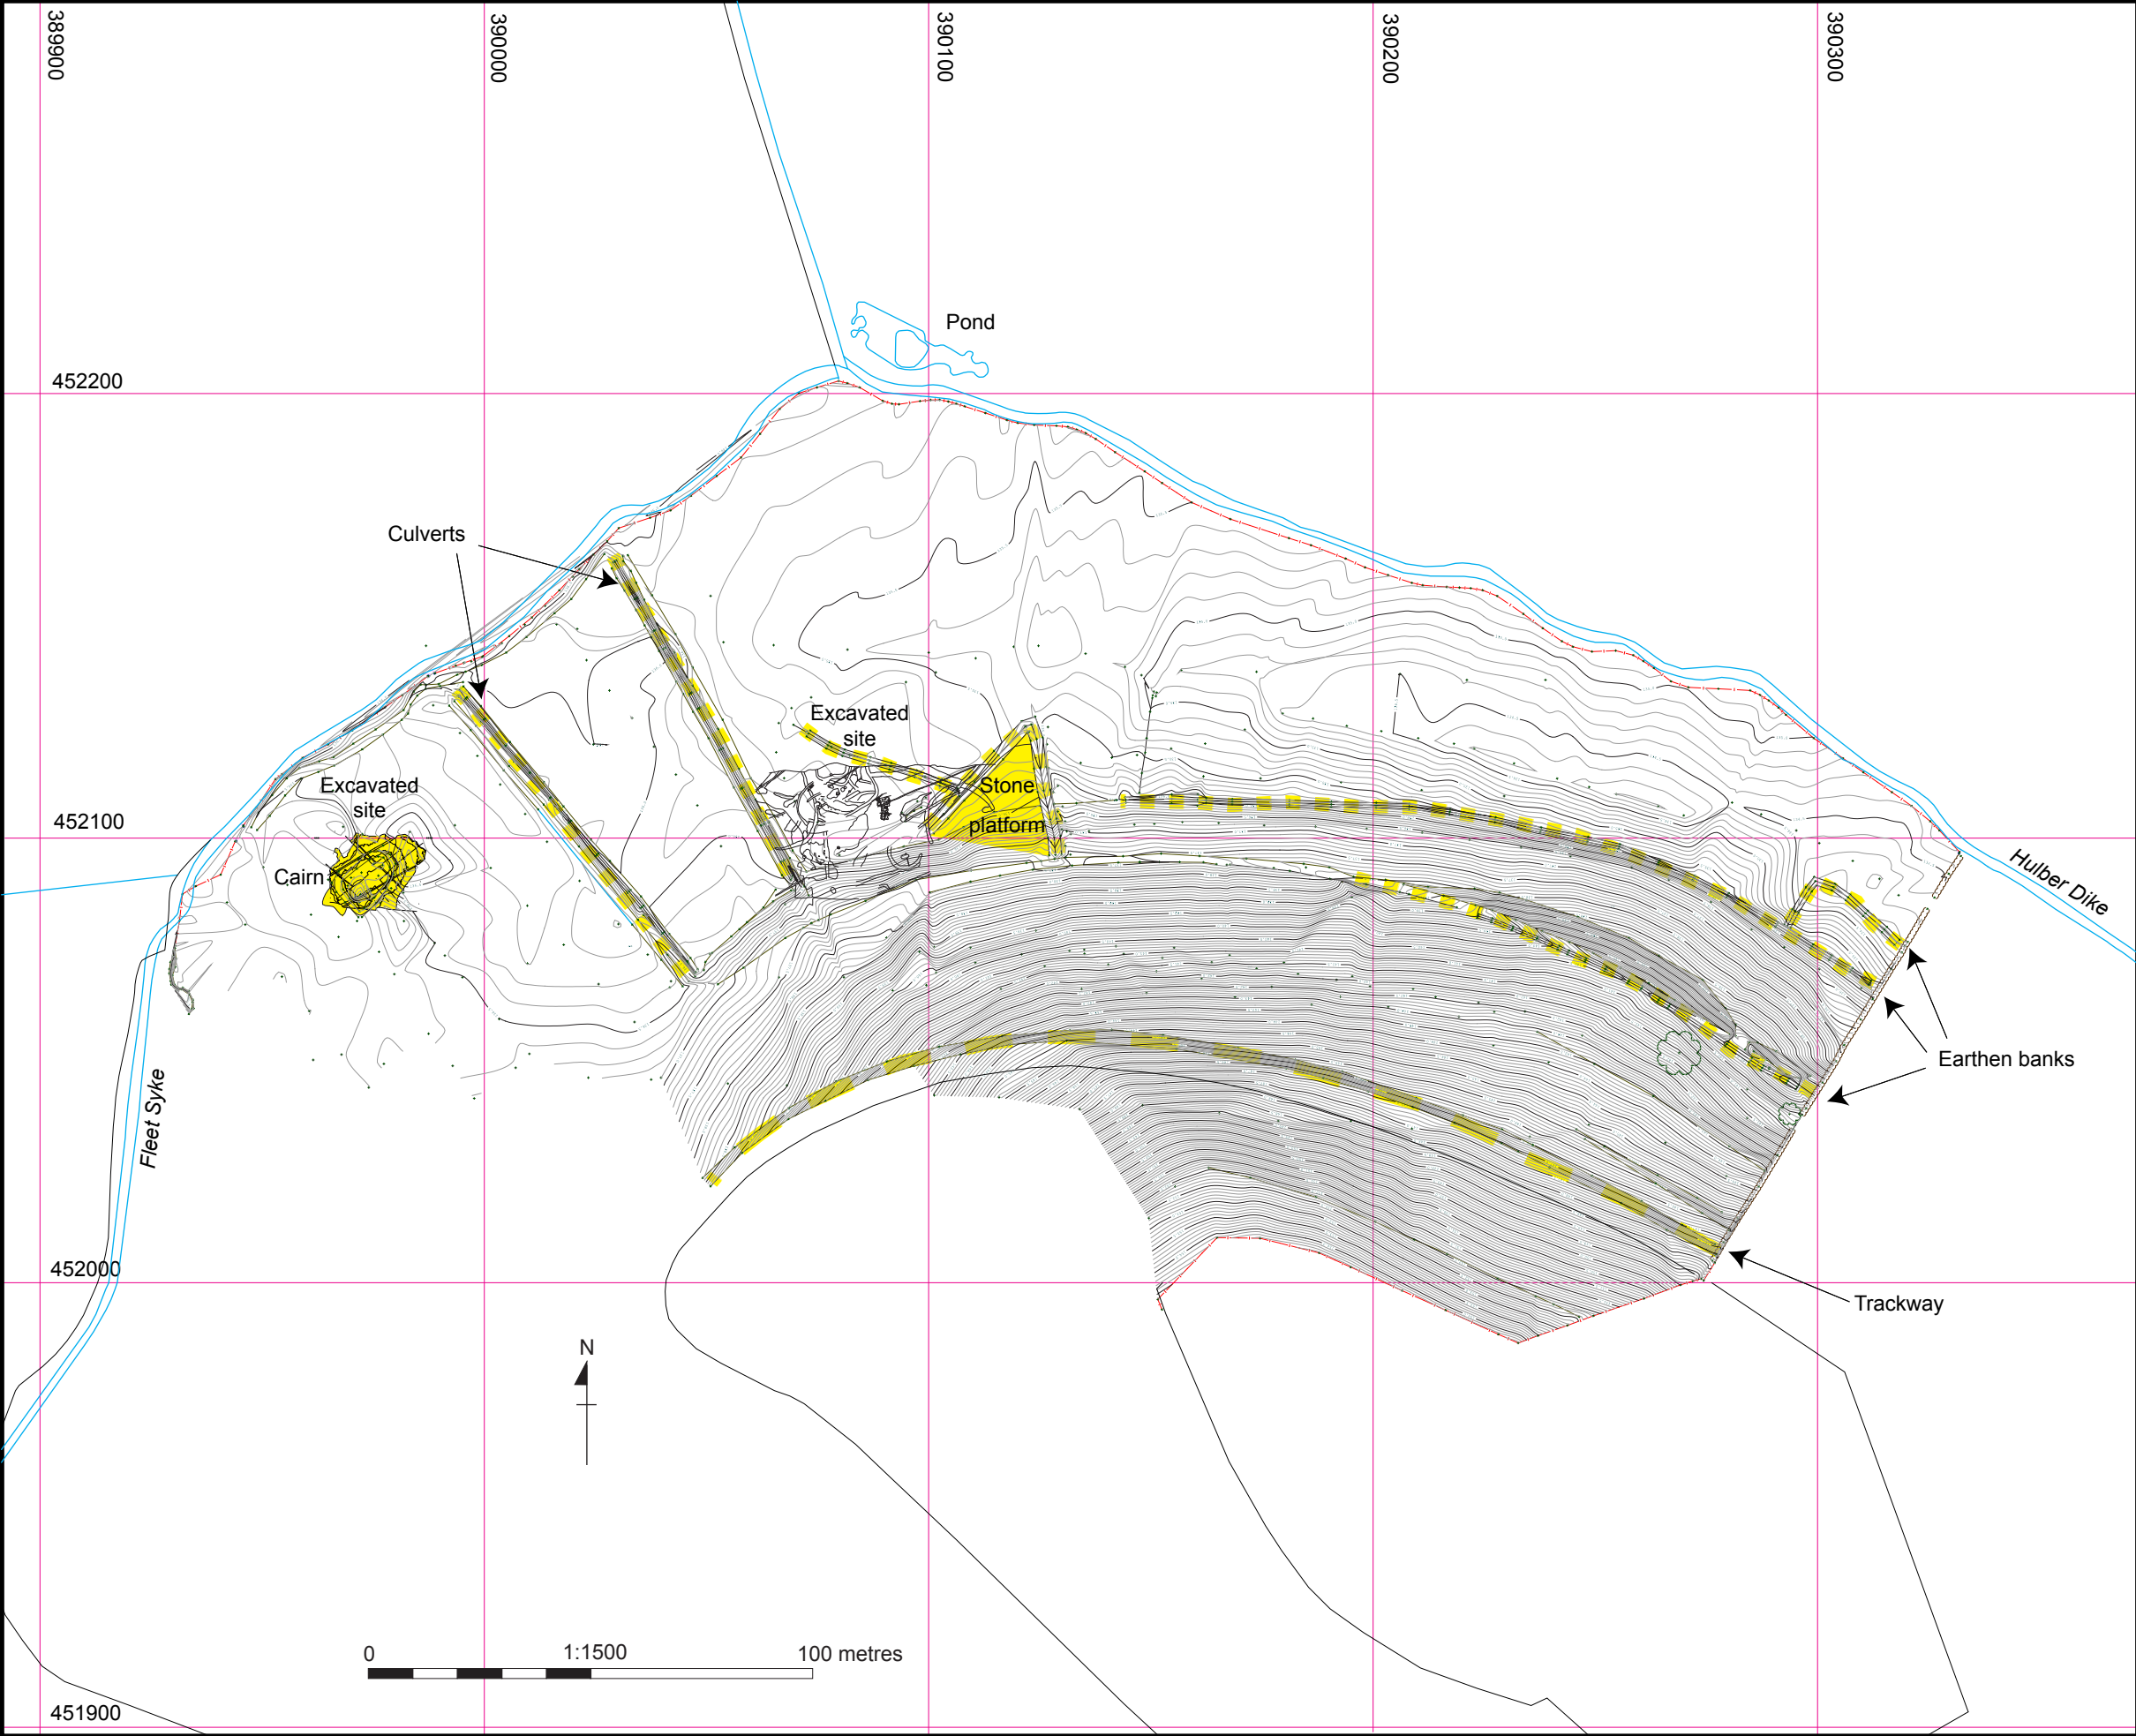 389900
390000
390100
390200
390300
Pond
452200
Culverts
Excavated
site
Excavated
site
Stone
platform
452100
Cairn
Hulber Dike
Earthen banks
Fleet Syke
452000
Trackway
N
0
1:1500
100 metres
451900